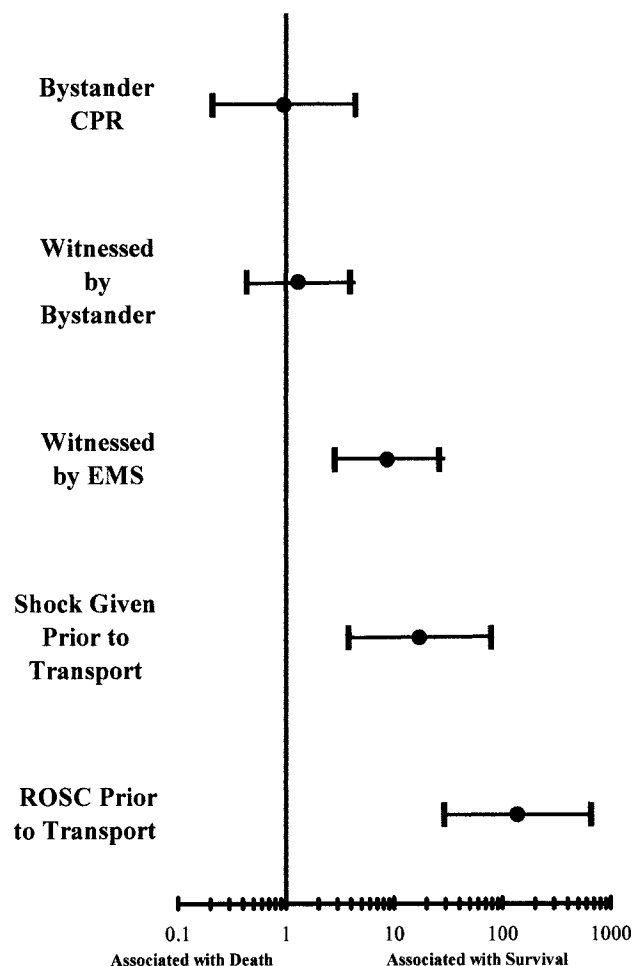 Bystander
CPR
Witnessed
by
Bystander
Witnessed
by EMS
Shock Given
Prior to
Transport
ROSC Prior
to Transport
0.1 1 10 100 1000
Associated with Death Associated with Survival